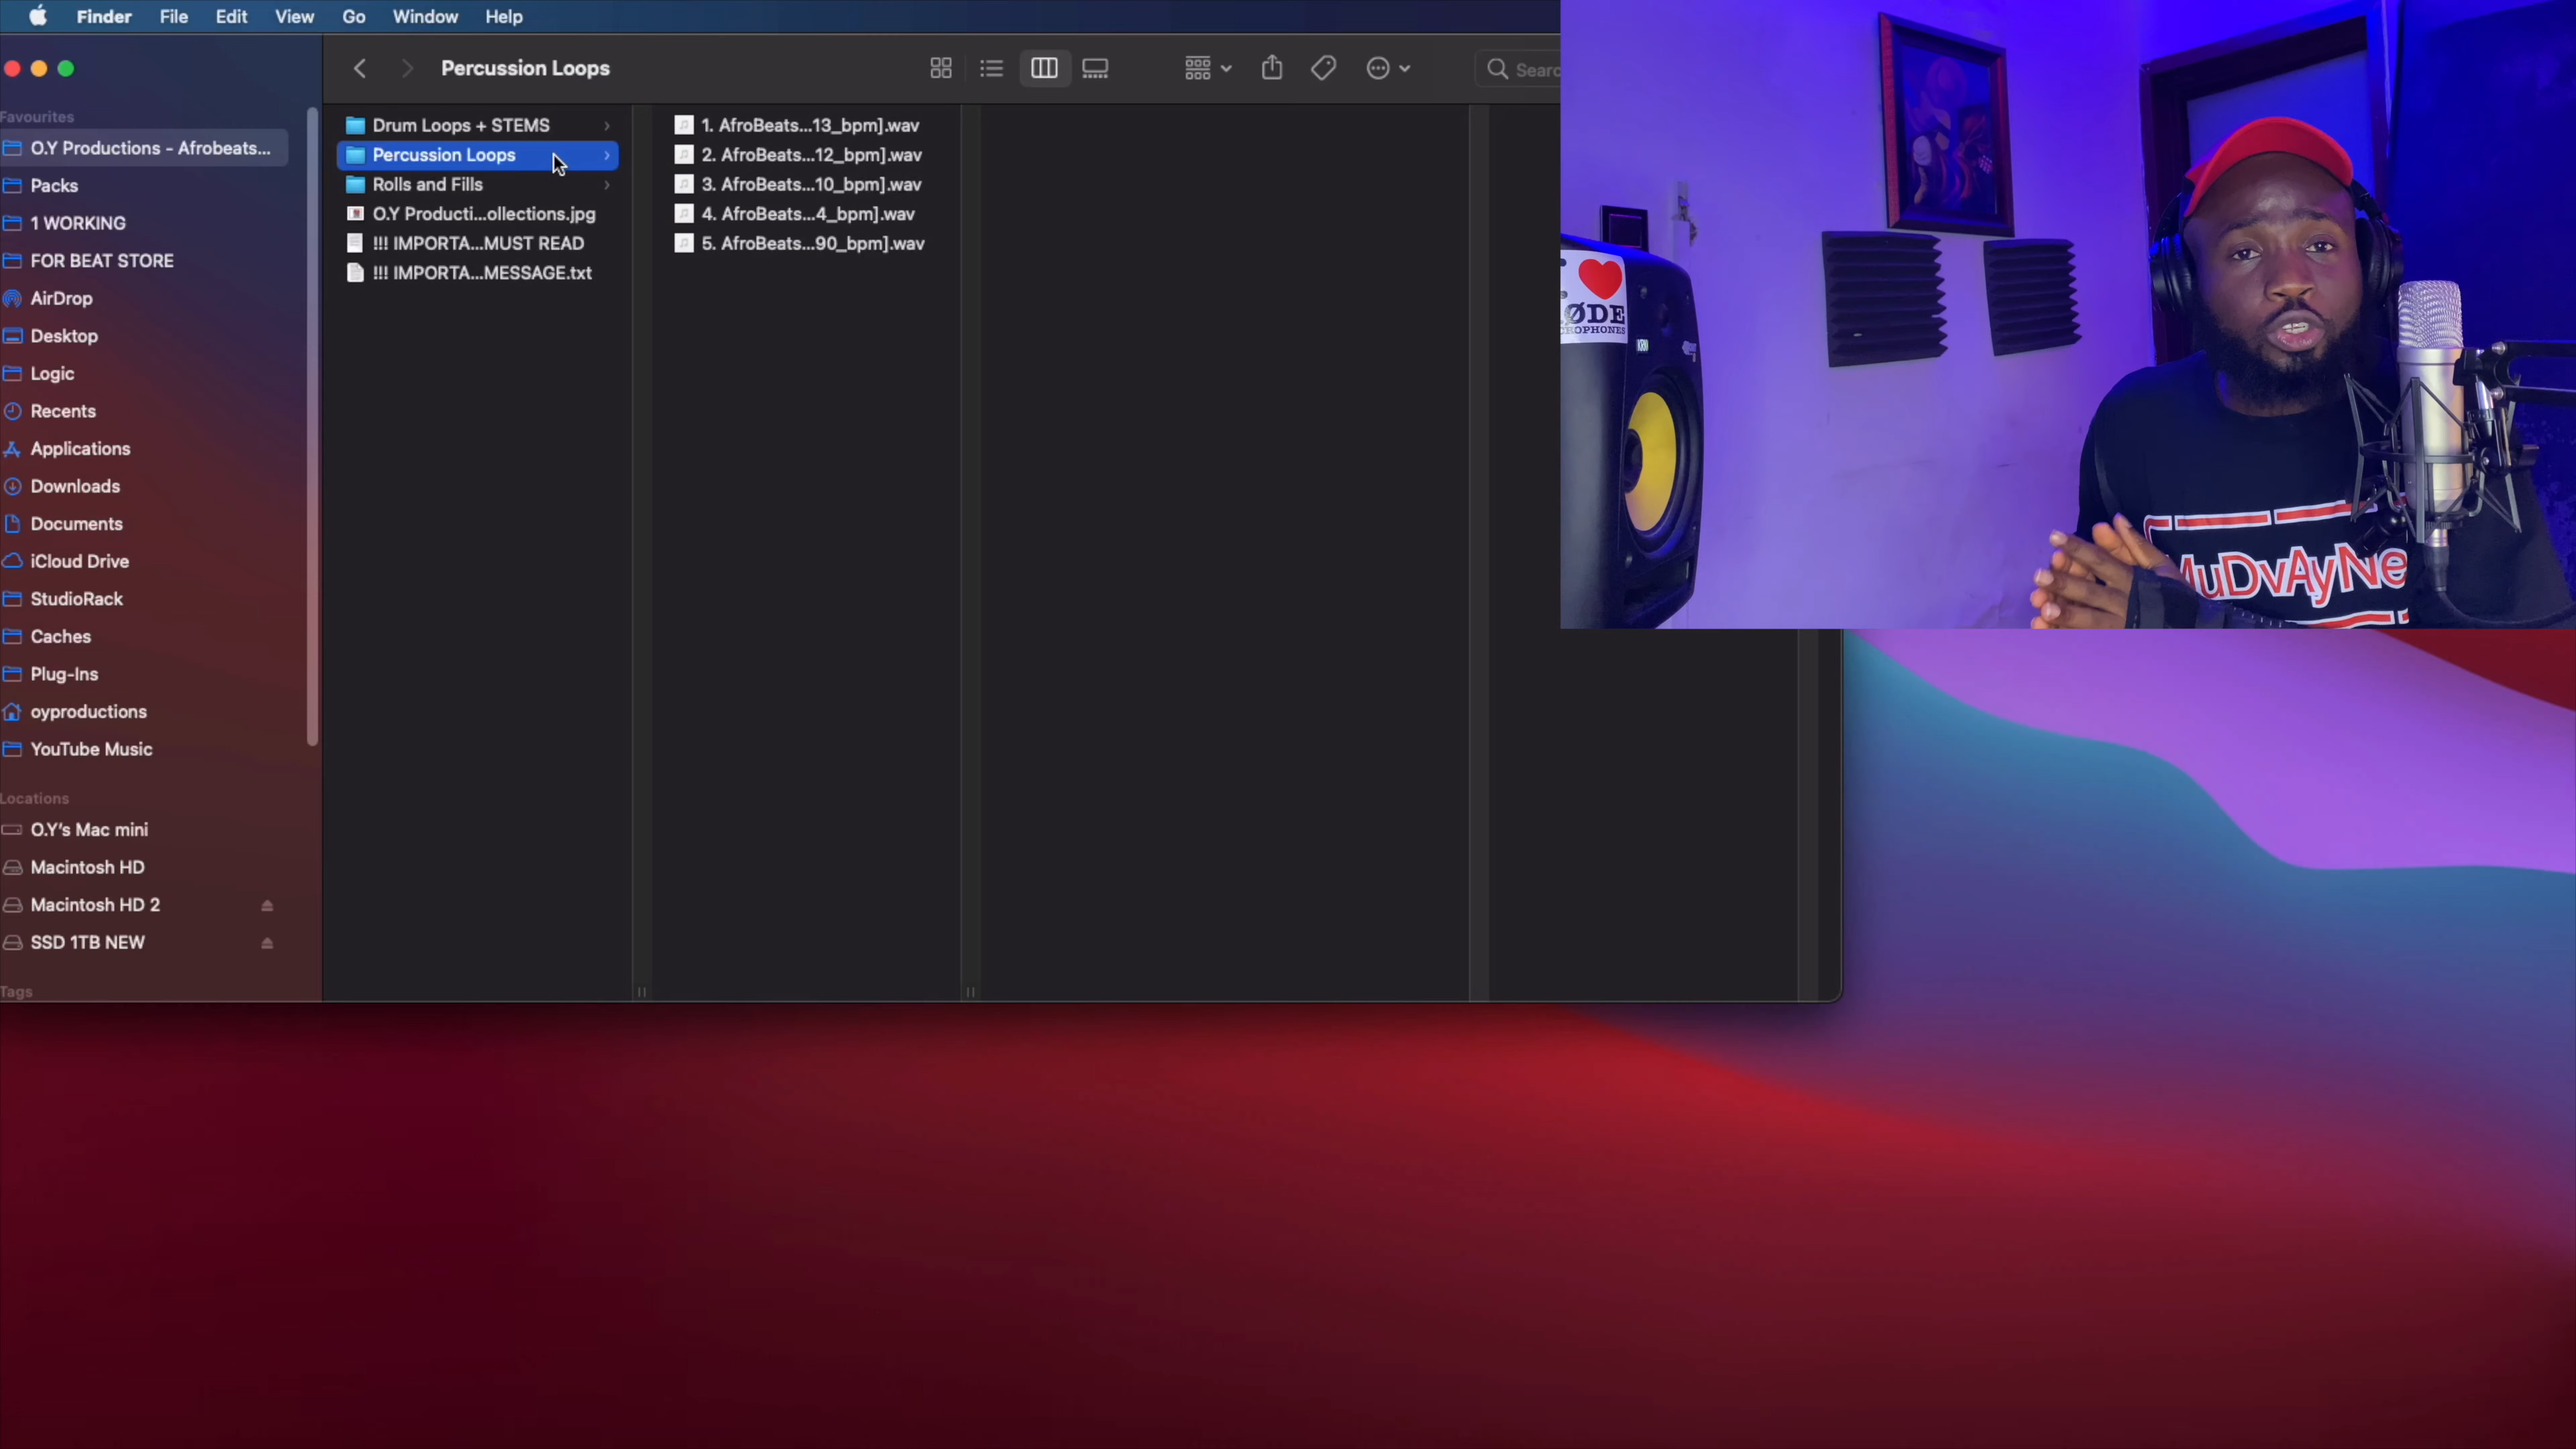 Finder File Edit View Go Window Help
Percussion Loops
Favourites
O.Y Productions - Afrobeats...
Packs
1 WORKING
FOR BEAT STORE
AirDrop
Desktop
Logic
Recents
Applications
Downloads
Documents
iCloud Drive
StudioRack
Caches
Plug-Ins
oyproductions
YouTube Music
Locations
O.Y's Mac mini
Macintosh HD
Macintosh HD 2
SSD 1TB NEW
Tags
Drum Loops + STEMS
Percussion Loops
Rolls and Fills
O.Y Producti...ollections.jpg
!!! IMPORTA...MUST READ
!!! IMPORTA...MESSAGE.txt
1. AfroBeats...13_bpm].wav
2. AfroBeats...12_bpm].wav
3. AfroBeats...10_bpm].wav
4. AfroBeats...4_bpm].wav
5. AfroBeats...90_bpm].wav
Searc
ØDE
ROPHONES
KRK
MuDvAyNe